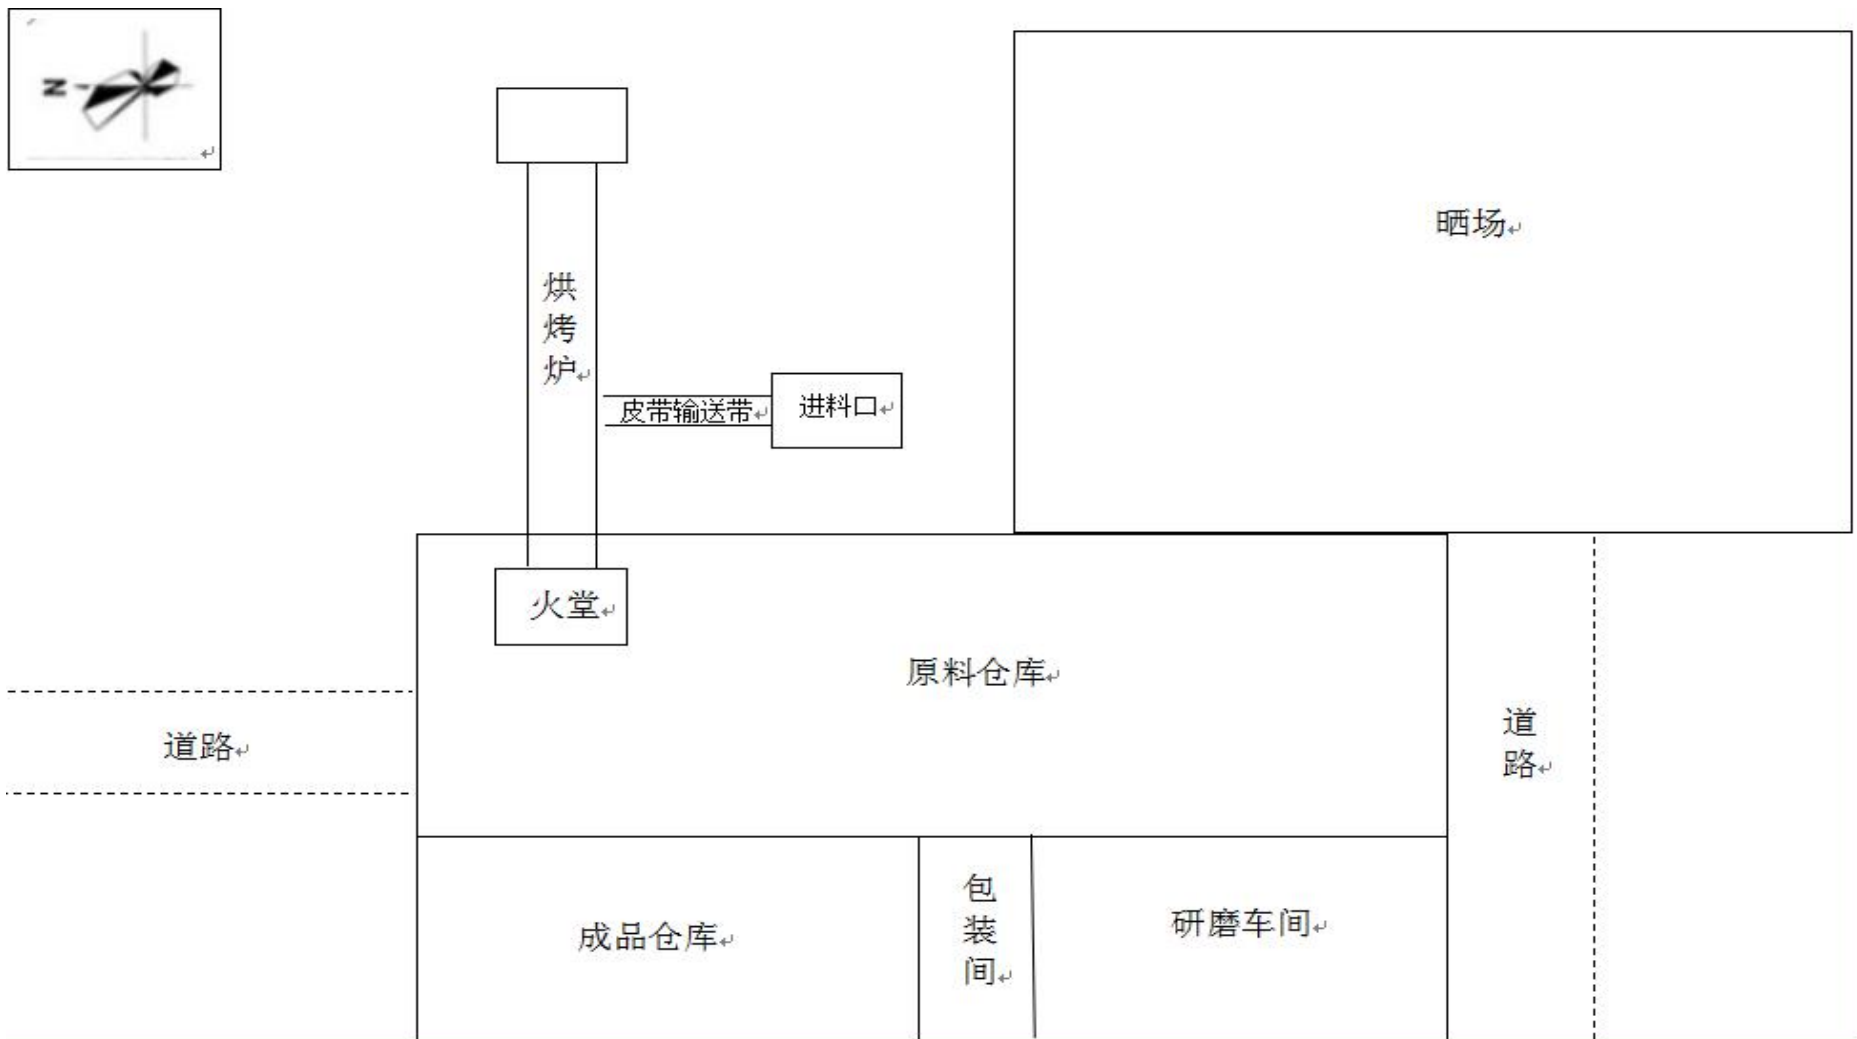 N
晒场
烘
烤
炉
皮带输送带
进料口
火堂
原料仓库
道路
道
路
包
装
间
成品仓库
研磨车间